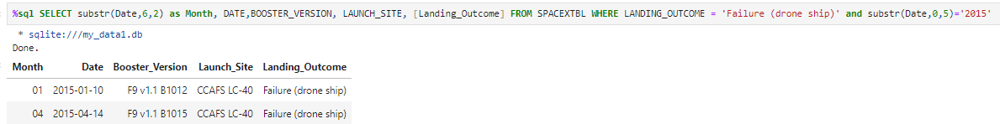 %sql SELECT substr(Date,6,2) as Month, DATE,BOOSTER_VERSION, LAUNCH_SITE, [Landing_Outcome] FROM SPACEXTBL WHERE LANDING_OUTCOME = 'Failure (drone ship)' and substr(Date,0,5)='2015'
* sqlite:///my_data1.db
Done.
Month Date Booster_Version Launch_Site Landing_Outcome
01 2015-01-10 F9 v1.1 B1012 CCAFS LC-40 Failure (drone ship)
04 2015-04-14 F9 v1.1 B1015 CCAFS LC-40 Failure (drone ship)